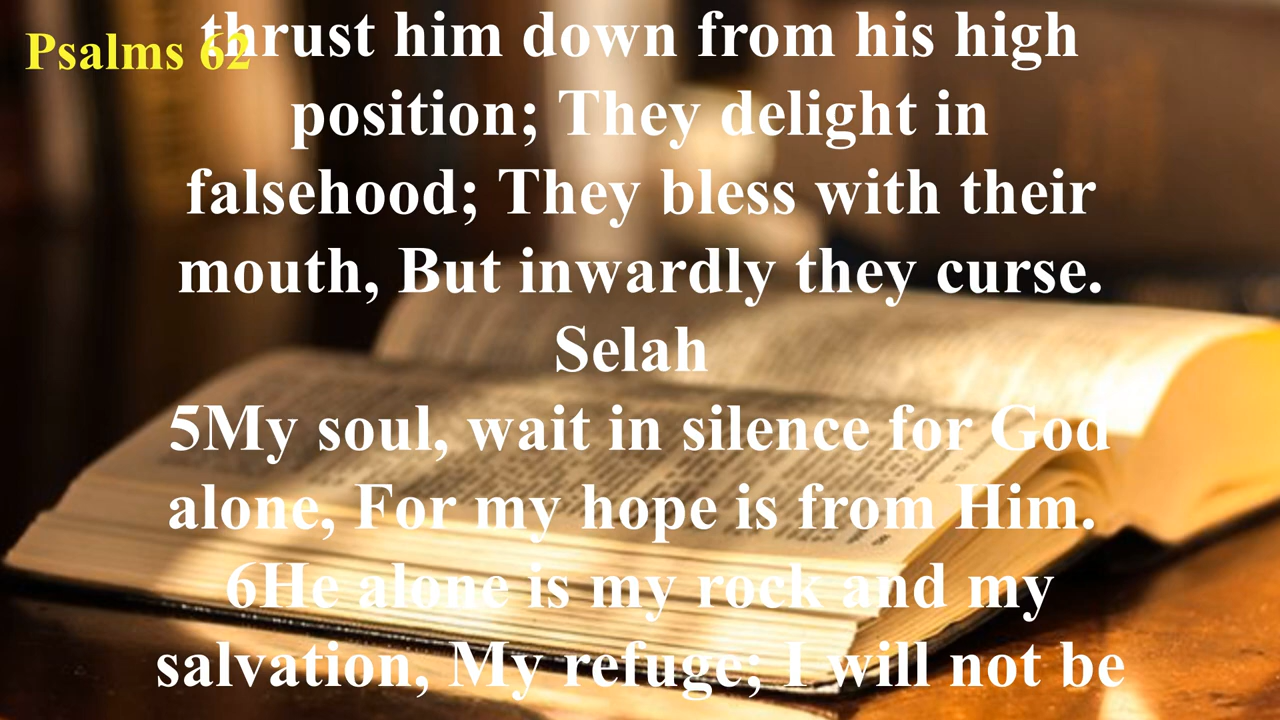 Psalms 62
thrust him down from his high
position; They delight in
falsehood; They bless with their
mouth, But inwardly they curse.
Selah
5My soul, wait in silence for God
alone, For my hope is from Him.
6He alone is my rock and my
salvation, My refuge; I will not be